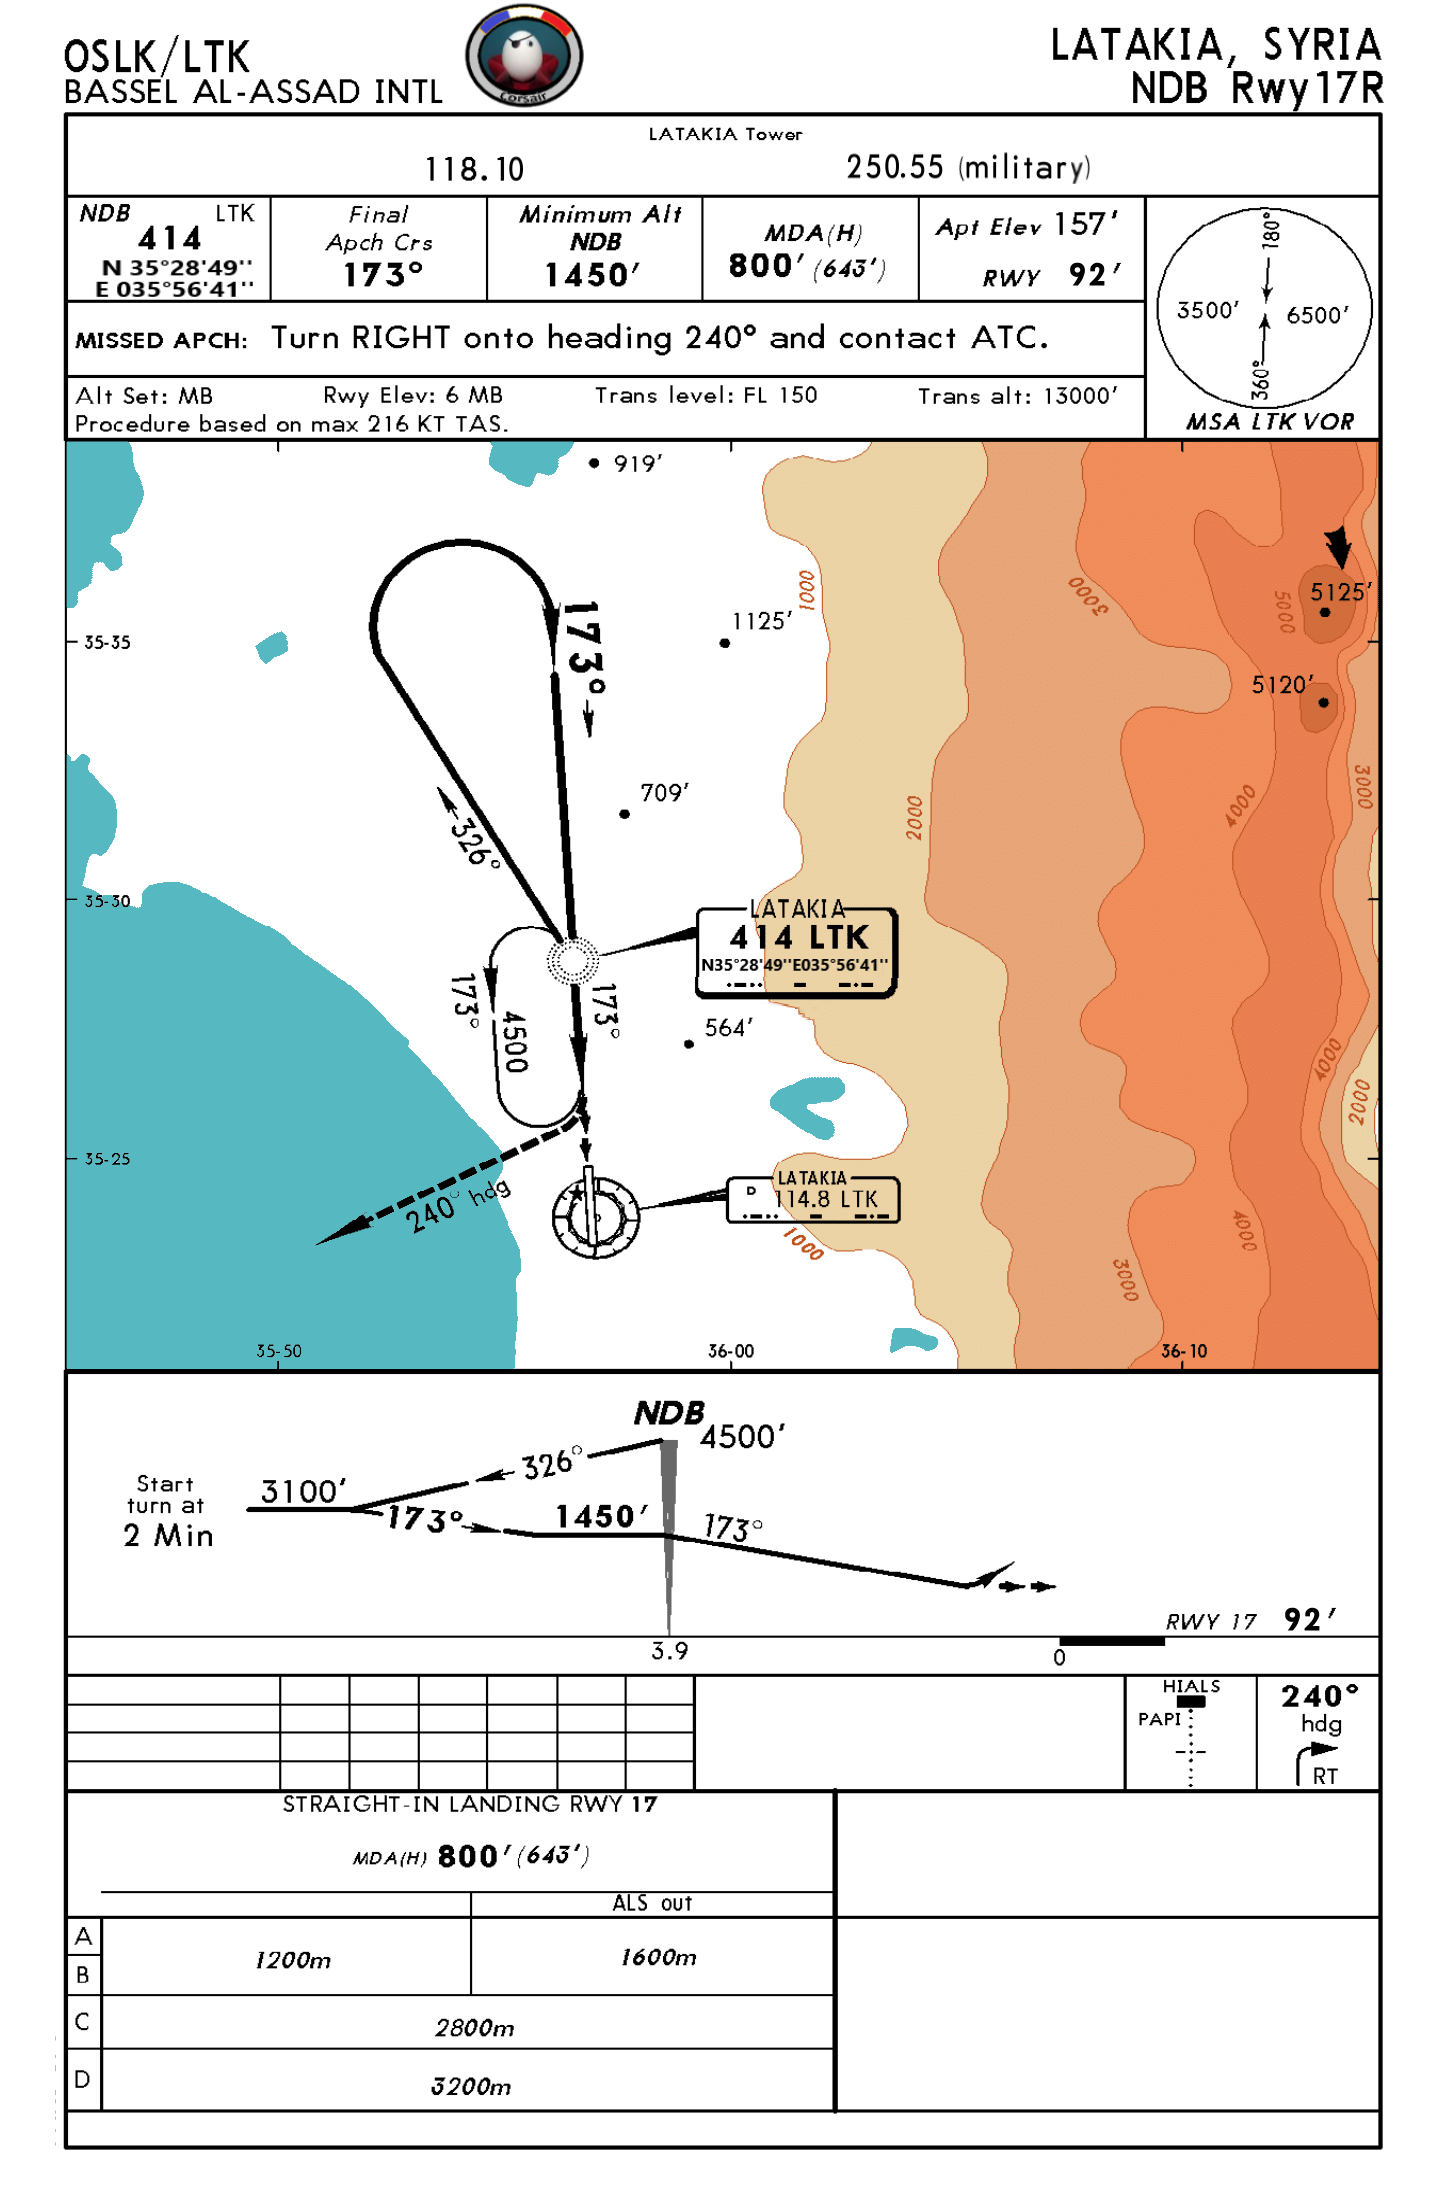 OSLK/LTK
BASSEL AL-ASSAD INTL
Corsair
LATAKIA, SYRIA
NDB Rwy17R
LATAKIA Tower
118.10 250.55 (military)
NDB LTK
414
N 35°28'49''
E 035°56'41''
Final
Apch Crs
173°
Minimum Alt
NDB
1450'
MDA(H)
800' (643')
Apt Elev 157'
RWY 92'
MISSED APCH: Turn RIGHT onto heading 240° and contact ATC.
Alt Set: MB Rwy Elev: 6 MB Trans level: FL 150 Trans alt: 13000'
Procedure based on max 216 KT TAS.
180°
3500' 6500'
360°
MSA LTK VOR
919'
1000
3000
5000
5125'
1125'
173°
35-35
5120'
709'
2000
4000
3000
326°
35-30
LATAKIA
414 LTK
N35°28'49''E035°56'41''
173°
4500
173°
564'
4000
2000
35-25
240° hdg
LATAKIA
D 114.8 LTK
1000
3000
4000
35-50
36-00
36-10
NDB
4500'
326°
Start
turn at
2 Min
3100'
173°
1450'
173°
RWY 17 92'
3.9
0
HIALS
PAPI
240°
hdg
RT
STRAIGHT-IN LANDING RWY 17
MDA(H) 800' (643')
ALS out
A
B
1200m 1600m
C
2800m
D
3200m